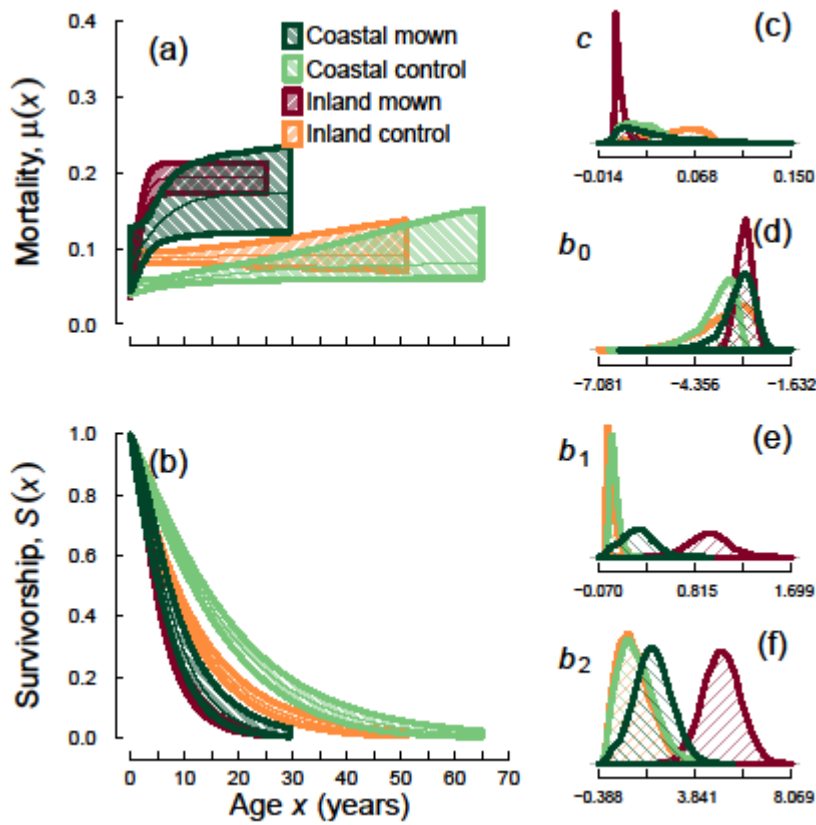 (a)
Mortality, μ(x)
0.4
0.3
0.2
0.1
0.0
Coastal mown
Coastal control
Inland mown
Inland control
(b)
Survivorship, S(x)
1.0
0.8
0.6
0.4
0.2
0.0
0 10 20 30 40 50 60 70
Age x (years)
c
(c)
−0.014 0.068 0.150
b0
(d)
−7.081 −4.356 −1.632
b1
(e)
−0.070 0.815 1.699
b2
(f)
−0.388 3.841 8.069